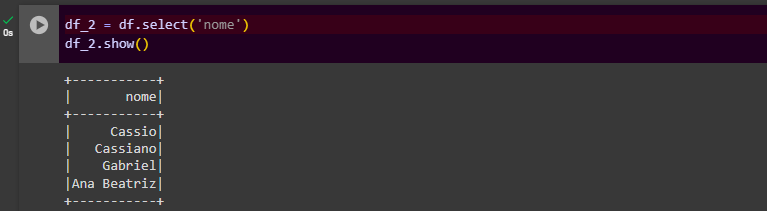 df_2 = df.select('nome')
0s
df_2.show()
+-----------+
|       nome|
+-----------+
|     Cassio|
|   Cassiano|
|    Gabriel|
|Ana Beatriz|
+-----------+